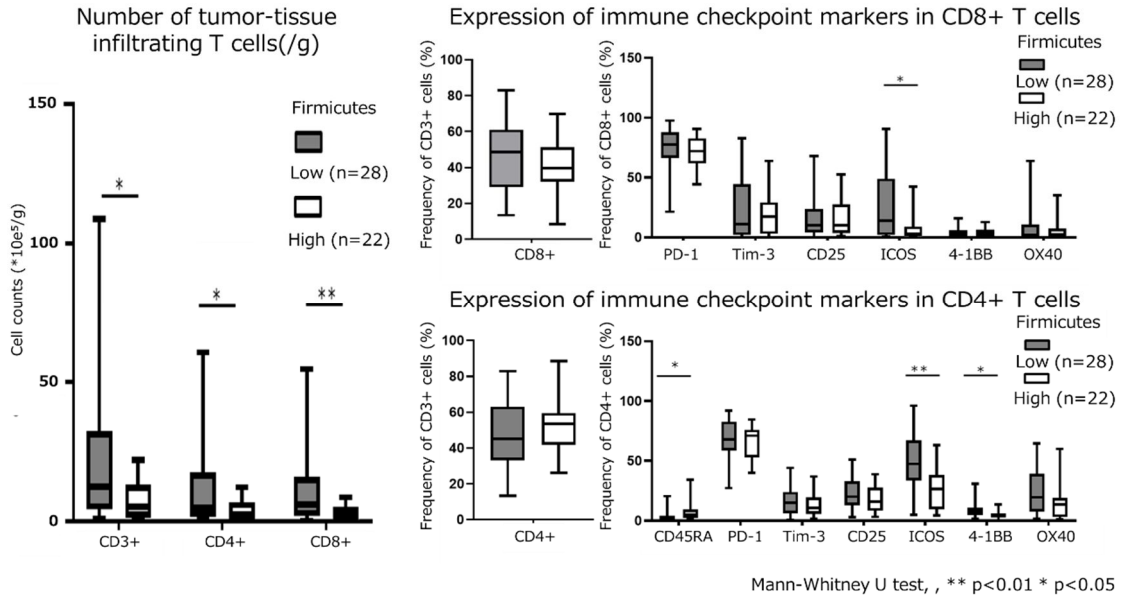 Number of tumor-tissue
infiltrating T cells(/g)
Cell counts (*10e⁵/g)
150
100
50
0
CD3+
CD4+
CD8+
*
*
**
Firmicutes
Low (n=28)
High (n=22)
Expression of immune checkpoint markers in CD8+ T cells
Frequency of CD3+ cells (%)
100
80
60
40
20
0
CD8+
Frequency of CD8+ cells (%)
150
100
50
0
PD-1
Tim-3
CD25
ICOS
4-1BB
OX40
*
Firmicutes
Low (n=28)
High (n=22)
Expression of immune checkpoint markers in CD4+ T cells
Frequency of CD3+ cells (%)
100
80
60
40
20
0
CD4+
Frequency of CD4+ cells (%)
150
100
50
0
CD45RA
PD-1
Tim-3
CD25
ICOS
4-1BB
OX40
*
**
*
Firmicutes
Low (n=28)
High (n=22)
Mann-Whitney U test, , ** p<0.01 * p<0.05